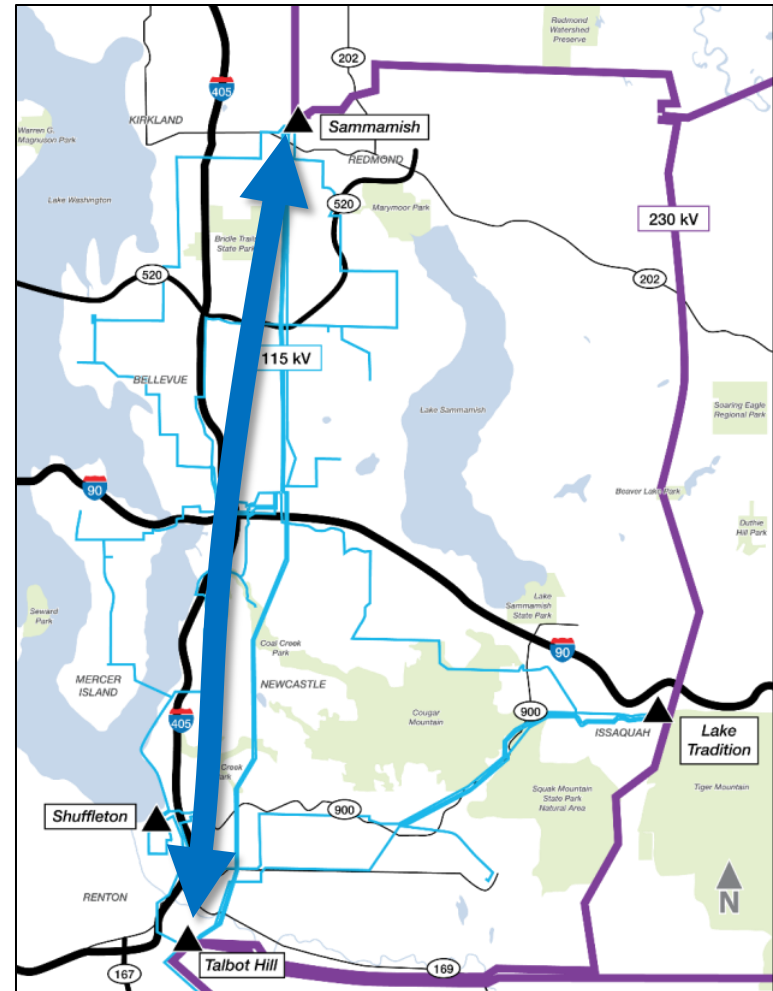 Redmond
Watershed
Preserve
202
405
KIRKLAND
Warren G.
Magnuson Park
Sammamish
REDMOND
Lake Washington
520
Marymoor Park
Bridle Trails
State Park
230 kV
520
202
115 kV
BELLEVUE
Soaring Eagle
Regional Park
Lake Sammamish
90
Beaver Lake Park
Duthie
Hill Park
Lake
Sammamish
State Park
Seward
Park
Coal Creek
Park
90
MERCER
ISLAND
NEWCASTLE
Cougar
Mountain
900
405
ISSAQUAH
Lake
Tradition
Creek
Park
Squak Mountain
State Park
Natural Area
Tiger Mountain
Shuffleton
900
RENTON
N
Talbot Hill
169
167